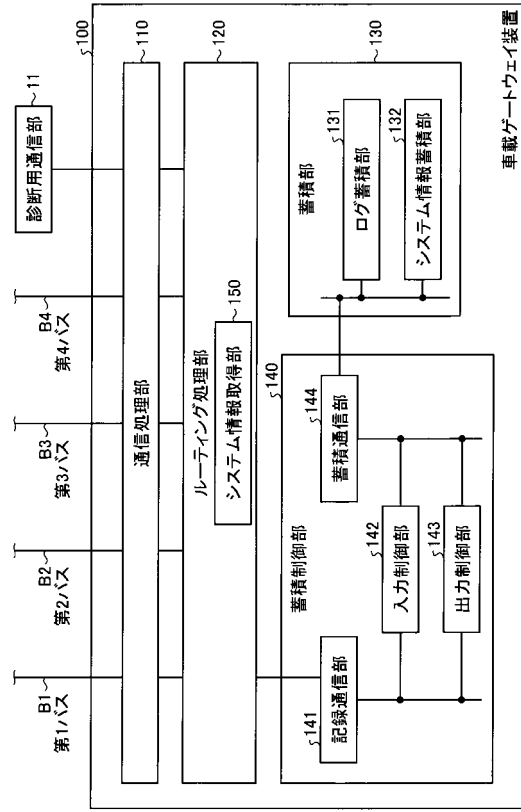 B1
第1バス
B2
第2バス
B3
第3バス
B4
第4バス
診断用通信部
11
100
通信処理部
110
ルーティング処理部
120
システム情報取得部
150
蓄積制御部
140
記録通信部
141
入力制御部
142
出力制御部
143
蓄積通信部
144
蓄積部
130
ログ蓄積部
131
システム情報蓄積部
132
車載ゲートウェイ装置